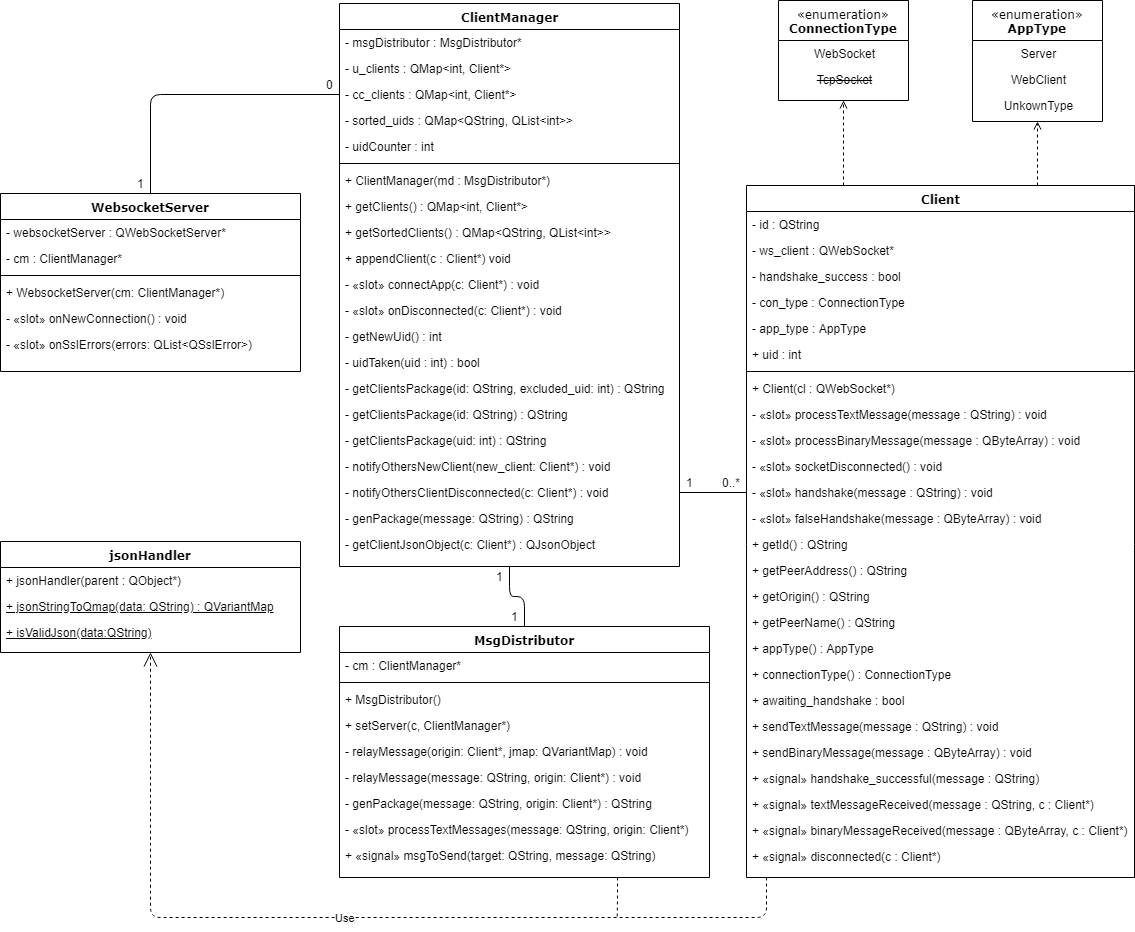 ClientManager
- msgDistributor : MsgDistributor*
- u_clients : QMap<int, Client*>
- cc_clients : QMap<int, Client*>
- sorted_uids : QMap<QString, QList<int>>
- uidCounter : int
+ ClientManager(md : MsgDistributor*)
+ getClients() : QMap<int, Client*>
+ getSortedClients() : QMap<QString, QList<int>>
+ appendClient(c : Client*) void
- «slot» connectApp(c: Client*) : void
- «slot» onDisconnected(c: Client*) : void
- getNewUid() : int
- uidTaken(uid : int) : bool
- getClientsPackage(id: QString, excluded_uid: int) : QString
- getClientsPackage(id: QString) : QString
- getClientsPackage(uid: int) : QString
- notifyOthersNewClient(new_client: Client*) : void
- notifyOthersClientDisconnected(c: Client*) : void
- genPackage(message: QString) : QString
- getClientJsonObject(c: Client*) : QJsonObject
«enumeration»
ConnectionType
WebSocket
TcpSocket
«enumeration»
AppType
Server
WebClient
UnkownType
0
1
WebsocketServer
- websocketServer : QWebSocketServer*
- cm : ClientManager*
+ WebsocketServer(cm: ClientManager*)
- «slot» onNewConnection() : void
- «slot» onSslErrors(errors: QList<QSslError>)
Client
- id : QString
- ws_client : QWebSocket*
- handshake_success : bool
- con_type : ConnectionType
- app_type : AppType
+ uid : int
+ Client(cl : QWebSocket*)
- «slot» processTextMessage(message : QString) : void
- «slot» processBinaryMessage(message : QByteArray) : void
- «slot» socketDisconnected() : void
- «slot» handshake(message : QString) : void
- «slot» falseHandshake(message : QByteArray) : void
+ getId() : QString
+ getPeerAddress() : QString
+ getOrigin() : QString
+ getPeerName() : QString
+ appType() : AppType
+ connectionType() : ConnectionType
+ awaiting_handshake : bool
+ sendTextMessage(message : QString) : void
+ sendBinaryMessage(message : QByteArray) : void
+ «signal» handshake_successful(message : QString)
+ «signal» textMessageReceived(message : QString, c : Client*)
+ «signal» binaryMessageReceived(message : QByteArray, c : Client*)
+ «signal» disconnected(c : Client*)
1
0..*
jsonHandler
+ jsonHandler(parent : QObject*)
+ jsonStringToQmap(data: QString) : QVariantMap
+ isValidJson(data:QString)
1
1
MsgDistributor
- cm : ClientManager*
+ MsgDistributor()
+ setServer(c, ClientManager*)
- relayMessage(origin: Client*, jmap: QVariantMap) : void
- relayMessage(message: QString, origin: Client*) : void
- genPackage(message: QString, origin: Client*) : QString
- «slot» processTextMessages(message: QString, origin: Client*)
+ «signal» msgToSend(target: QString, message: QString)
Use